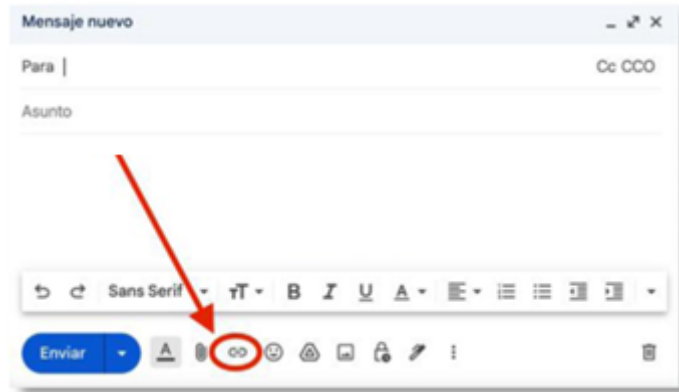 Mensaje nuevo
Para
Cc CCO
Asunto
Sans Serif
B I U A
Enviar
A